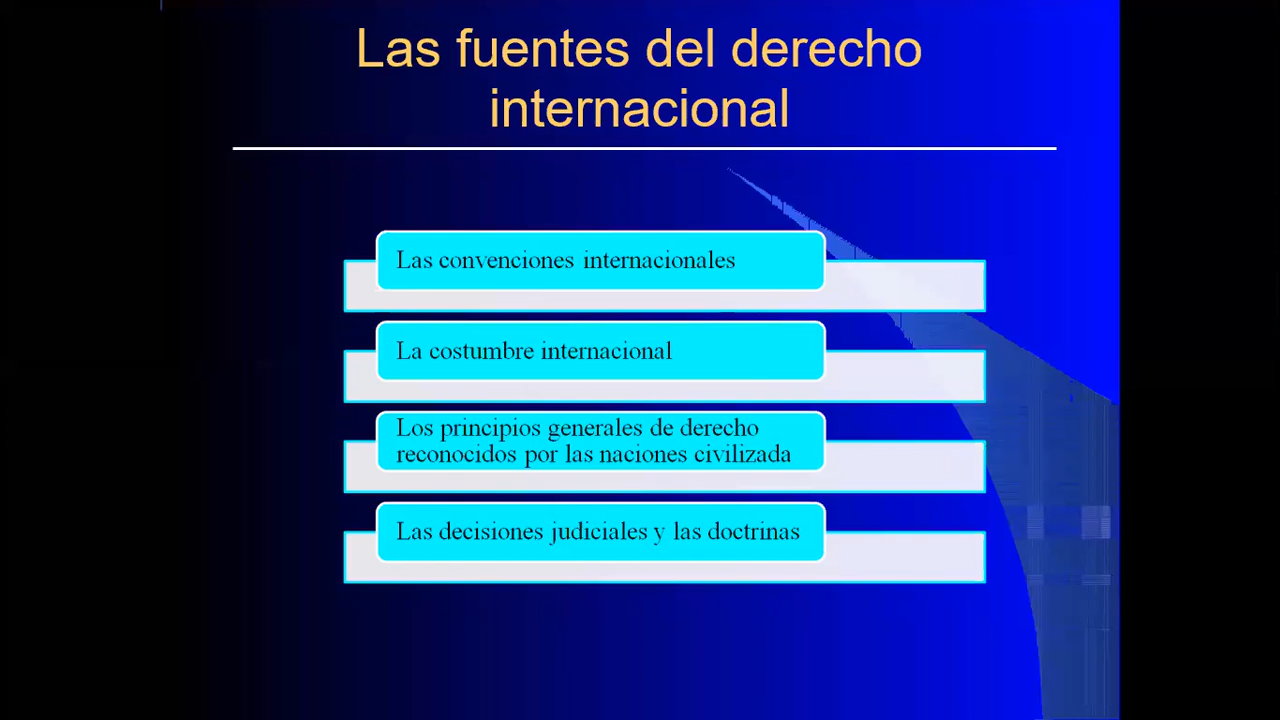 Las fuentes del derecho
internacional
Las convenciones internacionales
La costumbre internacional
Los principios generales de derecho
reconocidos por las naciones civilizada
Las decisiones judiciales y las doctrinas